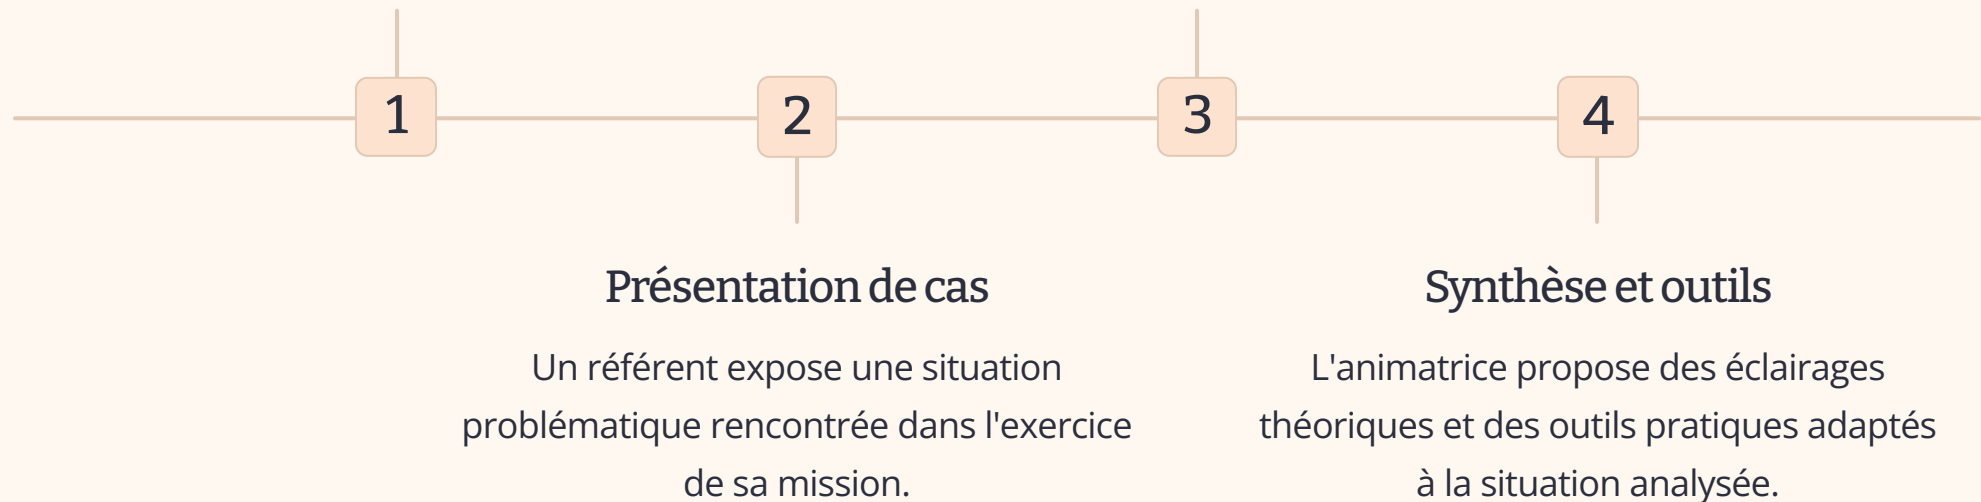 1
2
3
4
Présentation de cas
Un référent expose une situation
problématique rencontrée dans l'exercice
de sa mission.
Synthèse et outils
L'animatrice propose des éclairages
théoriques et des outils pratiques adaptés
à la situation analysée.